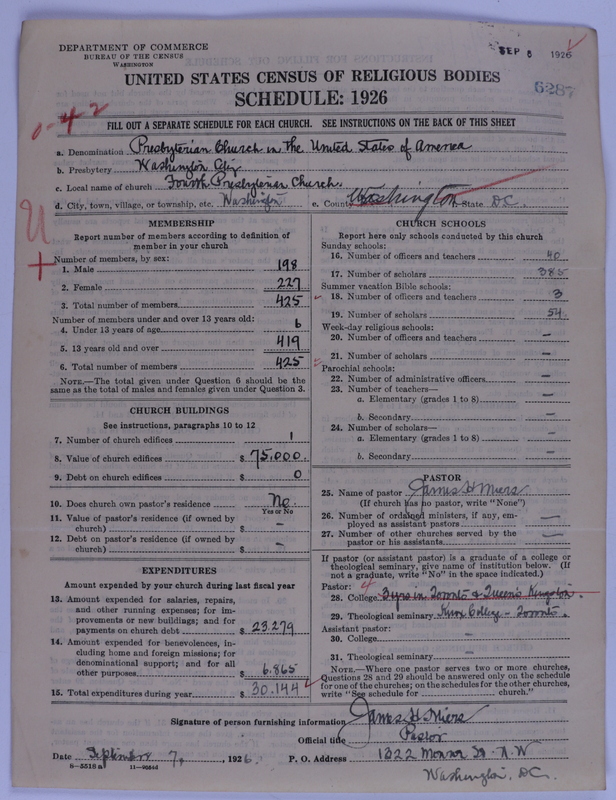 DEPARTMENT OF COMMERCE
BUREAU OF THE CENSUS
WASHINGTON
SEP 8 1926
UNITED STATES CENSUS OF RELIGIOUS BODIES
SCHEDULE: 1926
6287
0-42
FILL OUT A SEPARATE SCHEDULE FOR EACH CHURCH. SEE INSTRUCTIONS ON THE BACK OF THIS SHEET
a. Denomination Presbyterian Church in the United States of America
b. Presbytery Washington City
c. Local name of church Fourth Presbyterian Church.
d. City, town, village, or township, etc. Washington e. County Washington State D.C.
U
MEMBERSHIP
Report number of members according to definition of
member in your church
Number of members, by sex:
1. Male 198
2. Female 227
3. Total number of members 425
Number of members under and over 13 years old:
4. Under 13 years of age 6
5. 13 years old and over 419
6. Total number of members 425
NOTE.—The total given under Question 6 should be the
same as the total of males and females given under Question 3.
CHURCH BUILDINGS
See instructions, paragraphs 10 to 12
7. Number of church edifices 1
8. Value of church edifices $ 75,000.
9. Debt on church edifices $ 0
10. Does church own pastor's residence No
Yes or No
11. Value of pastor's residence (if owned by
church) $ –
12. Debt on pastor's residence (if owned by
church) $ –
EXPENDITURES
Amount expended by your church during last fiscal year
13. Amount expended for salaries, repairs,
and other running expenses; for im-
provements or new buildings; and for
payments on church debt $ 23.279
14. Amount expended for benevolences, in-
cluding home and foreign missions; for
denominational support; and for all
other purposes $ 6.865
15. Total expenditures during year $ 30.144
CHURCH SCHOOLS
Report here only schools conducted by this church
Sunday schools:
16. Number of officers and teachers 40
17. Number of scholars 385
Summer vacation Bible schools:
18. Number of officers and teachers 3
19. Number of scholars 54
Week-day religious schools:
20. Number of officers and teachers –
21. Number of scholars –
Parochial schools:
22. Number of administrative officers –
23. Number of teachers—
a. Elementary (grades 1 to 8) –
b. Secondary –
24. Number of scholars—
a. Elementary (grades 1 to 8) –
b. Secondary –
PASTOR
25. Name of pastor James H Miers
(If church has no pastor, write "None")
26. Number of ordained ministers, if any, em-
ployed as assistant pastors –
27. Number of other churches served by the
pastor or his assistants –
If pastor (or assistant pastor) is a graduate of a college or
theological seminary, give name of institution below. (If
not a graduate, write "No" in the space indicated.)
Pastor:
28. College 3 yrs in Toronto & Queens Kingston
29. Theological seminary Knox College – Toronto.
Assistant pastor:
30. College –
31. Theological seminary –
NOTE.—Where one pastor serves two or more churches,
Questions 28 and 29 should be answered only on the schedule
for one of the churches; on the schedules for the other churches,
write "See schedule for church."
Signature of person furnishing information James H Miers
Official title Pastor
Date September 7, 1926. P. O. Address 1322 Monroe St. N.W
8-5518a 11-9084d Washington, D.C.